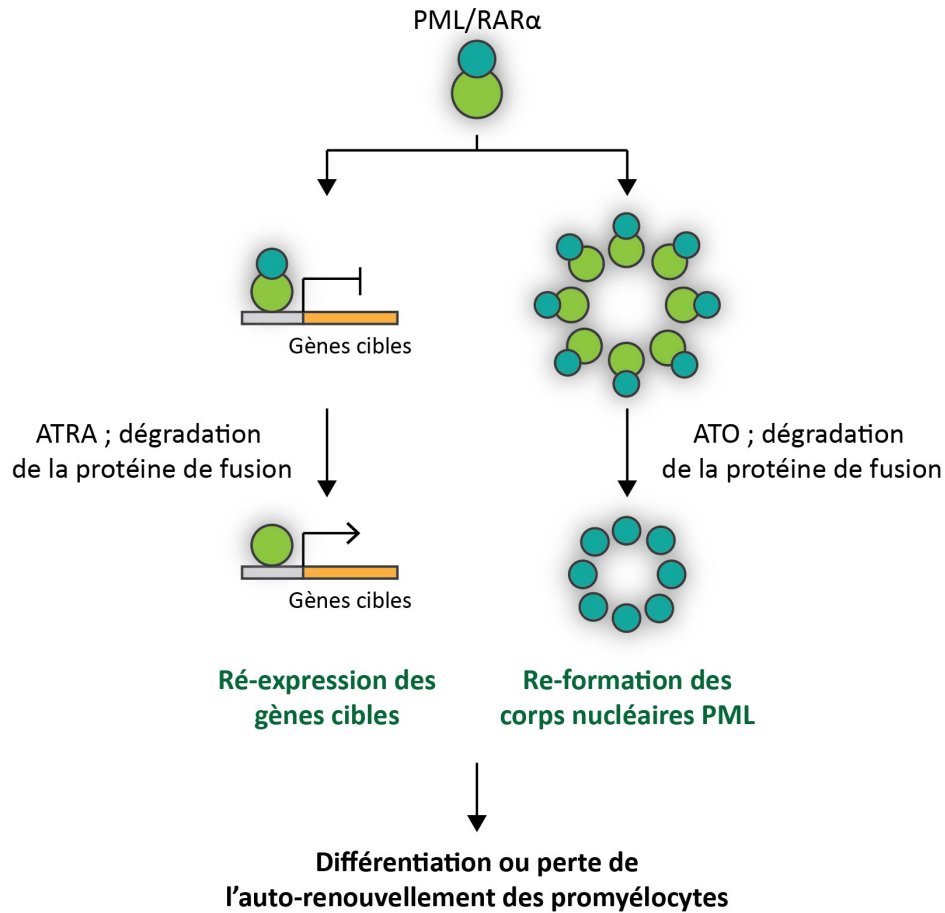 PML/RARα
Gènes cibles
ATRA ; dégradation
de la protéine de fusion
ATO ; dégradation
de la protéine de fusion
Gènes cibles
Ré-expression des
gènes cibles
Re-formation des
corps nucléaires PML
Différentiation ou perte de
l’auto-renouvellement des promyélocytes